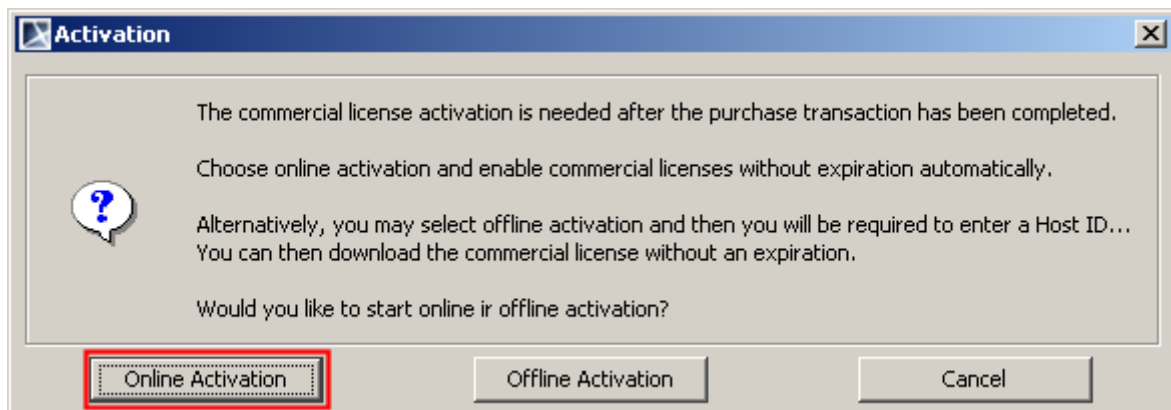 Activation
The commercial license activation is needed after the purchase transaction has been completed.
Choose online activation and enable commercial licenses without expiration automatically.
Alternatively, you may select offline activation and then you will be required to enter a Host ID...
You can then download the commercial license without an expiration.
Would you like to start online ir offline activation?
Online Activation
Offline Activation
Cancel